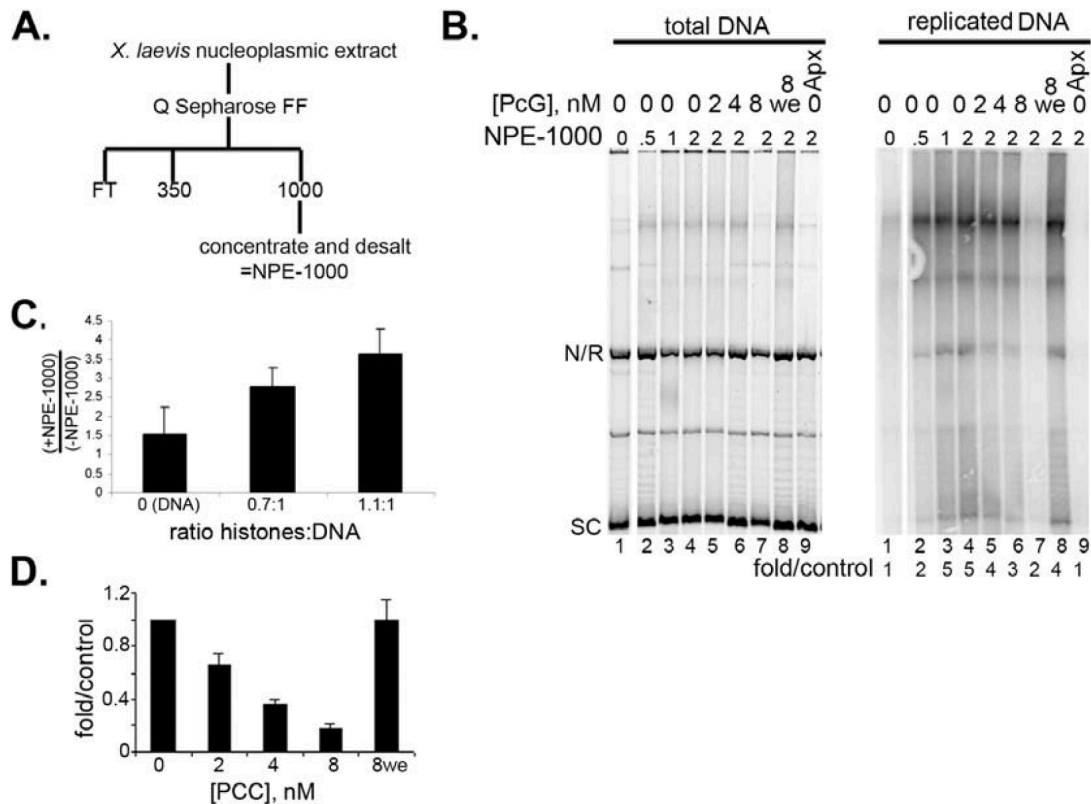 A.
X. laevis nucleoplasmic extract
Q Sepharose FF
FT 350 1000
concentrate and desalt
=NPE-1000
B.
total DNA replicated DNA
[PcG], nM 0 0 0 0 2 4 8 8 we Apx 0 0 0 0 0 2 4 8 8 we Apx 0
NPE-1000 0 .5 1 2 2 2 2 2 2 0 .5 1 2 2 2 2 2 2
N/R
SC
1 2 3 4 5 6 7 8 9 1 2 3 4 5 6 7 8 9
fold/control 1 2 5 5 4 3 2 4 1
C.
(+NPE-1000)
(-NPE-1000)
4.5
4
3.5
3
2.5
2
1.5
1
0.5
0
0 (DNA) 0.7:1 1.1:1
ratio histones:DNA
D.
fold/control
1.2
0.8
0.4
0
0 2 4 8 8we
[PCC], nM